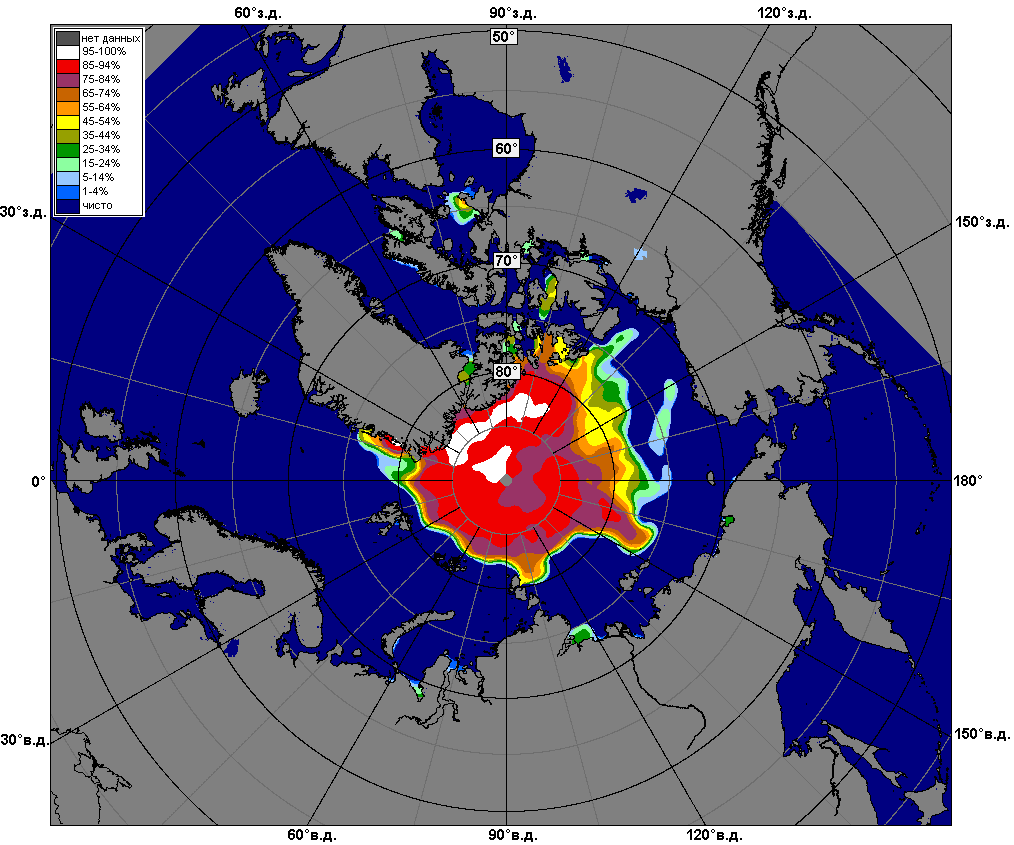 60°з.д.
90°з.д.
120°з.д.
нет данных
95-100%
85-94%
75-84%
65-74%
55-64%
45-54%
35-44%
25-34%
15-24%
5-14%
1-4%
чисто
50°
60°
70°
80°
30°з.д.
150°з.д.
0°
180°
30°в.д.
150°в.д.
60°в.д.
90°в.д.
120°в.д.